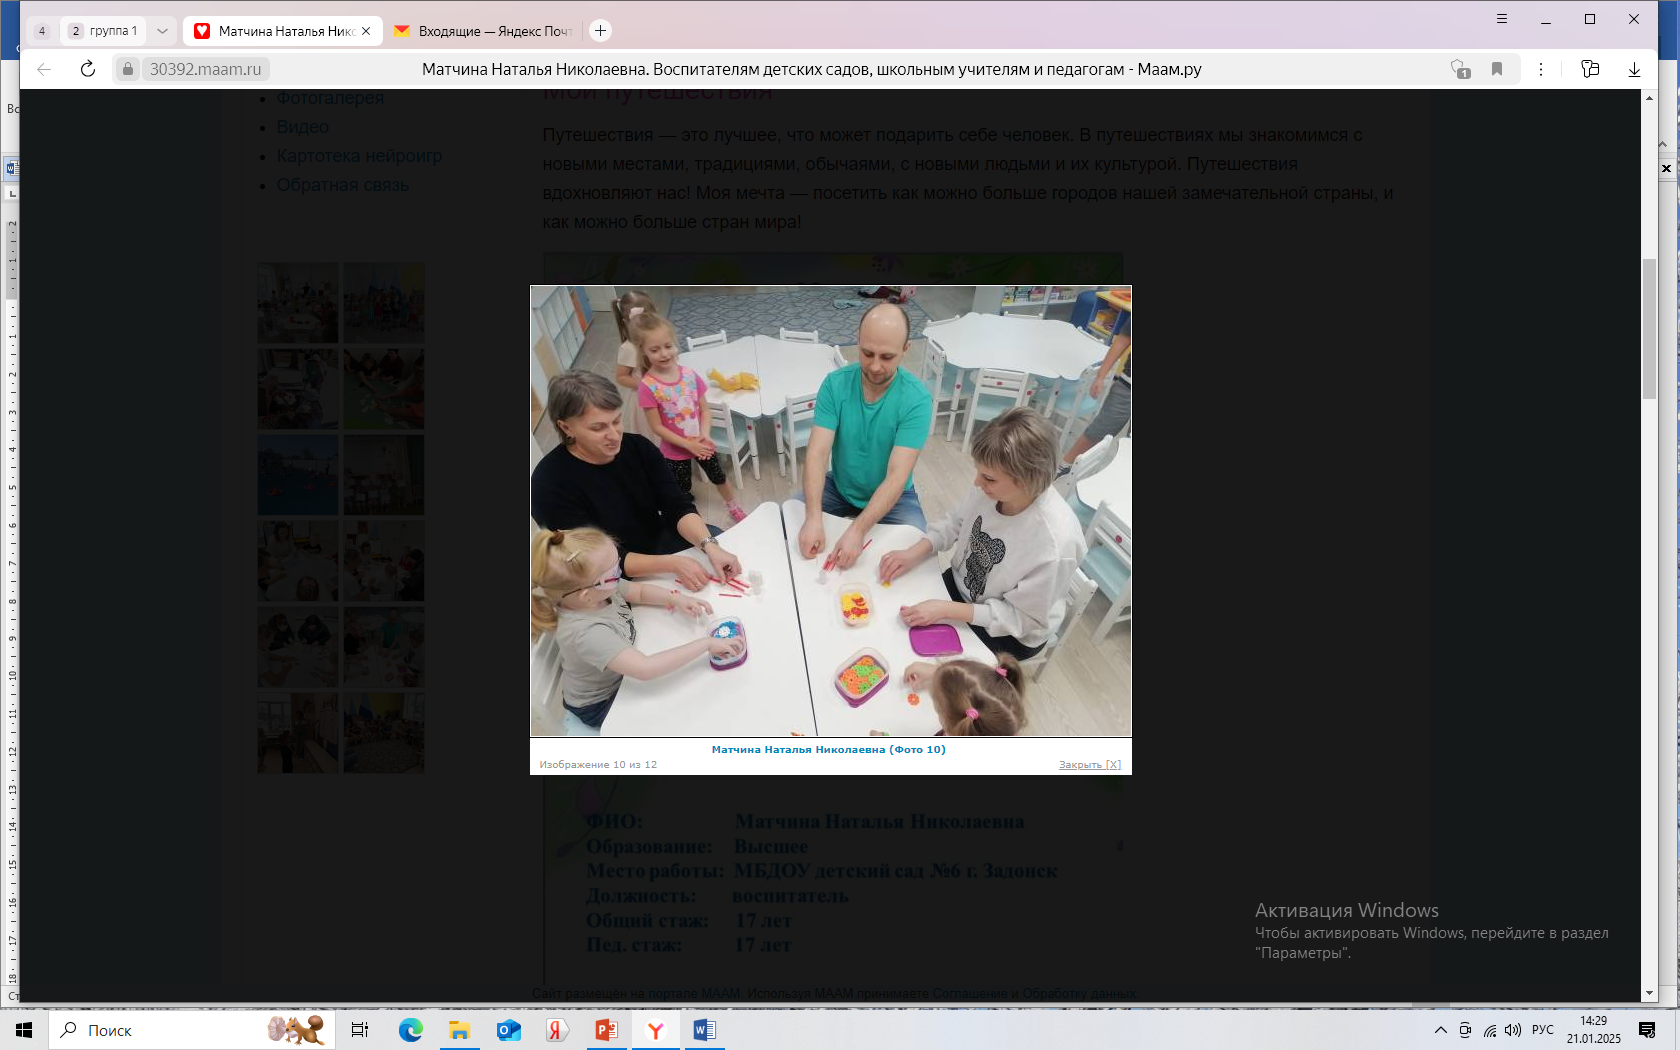 4
2 группа 1
Матчина Наталья Нико
Входящие — Яндекс Почт
30392.maam.ru
Матчина Наталья Николаевна. Воспитателям детских садов, школьным учителям и педагогам - Маам.ру
1
Мои путешествия
Фотогалерея
Видео
Картотека нейроигр
Обратная связь
Путешествия — это лучшее, что может подарить себе человек. В путешествиях мы знакомимся с
новыми местами, традициями, обычаями, с новыми людьми и их культурой. Путешествия
вдохновляют нас! Моя мечта — посетить как можно больше городов нашей замечательной страны, и
как можно больше стран мира!
Матчина Наталья Николаевна (Фото 10)
Изображение 10 из 12
Закрыть [X]
ФИО: Матчина Наталья Николаевна
Образование: Высшее
Место работы: МБДОУ детский сад №6 г. Задонск
Должность: воспитатель
Общий стаж: 17 лет
Пед. стаж: 17 лет
Активация Windows
Чтобы активировать Windows, перейдите в раздел
"Параметры".
Сайт размещён на портале МААМ. Используя МААМ принимаете Соглашение и Обработку данных
Поиск
РУС
14:29
21.01.2025